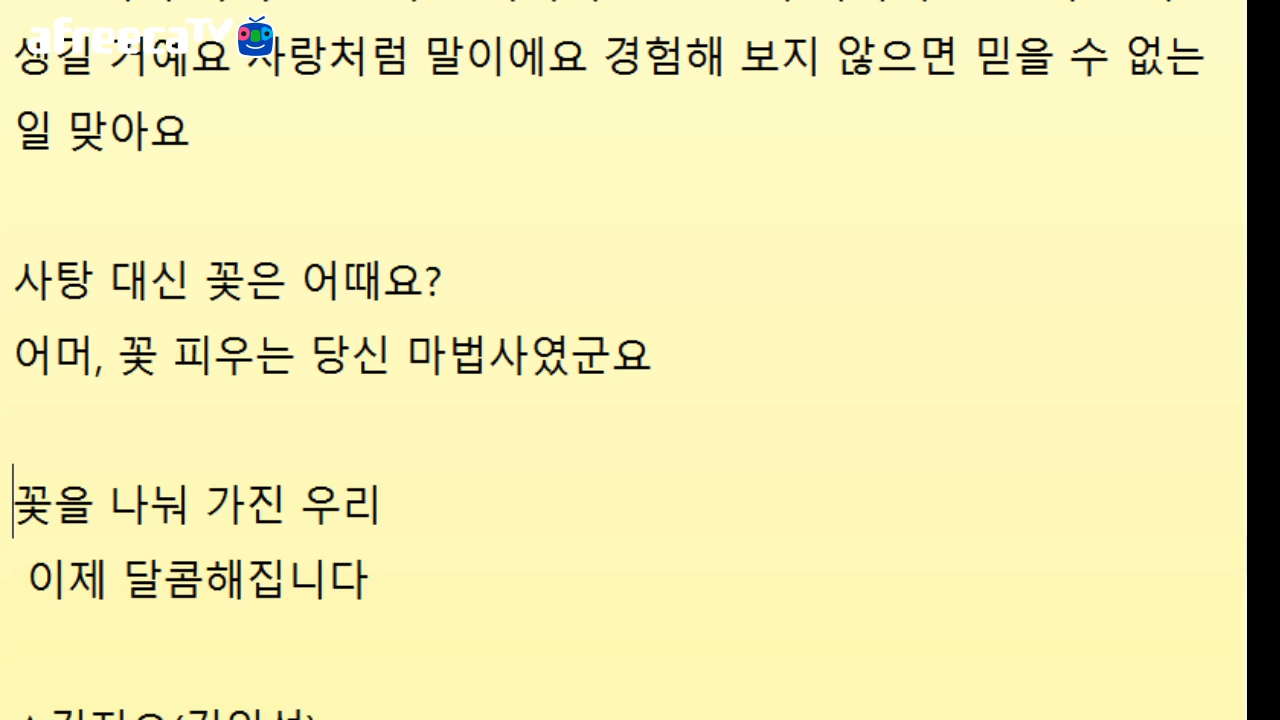 afreecaTV
생길 거예요 사랑처럼 말이에요 경험해 보지 않으면 믿을 수 없는
일 맞아요
사탕 대신 꽃은 어때요?
어머, 꽃 피우는 당신 마법사였군요
꽃을 나눠 가진 우리
이제 달콤해집니다